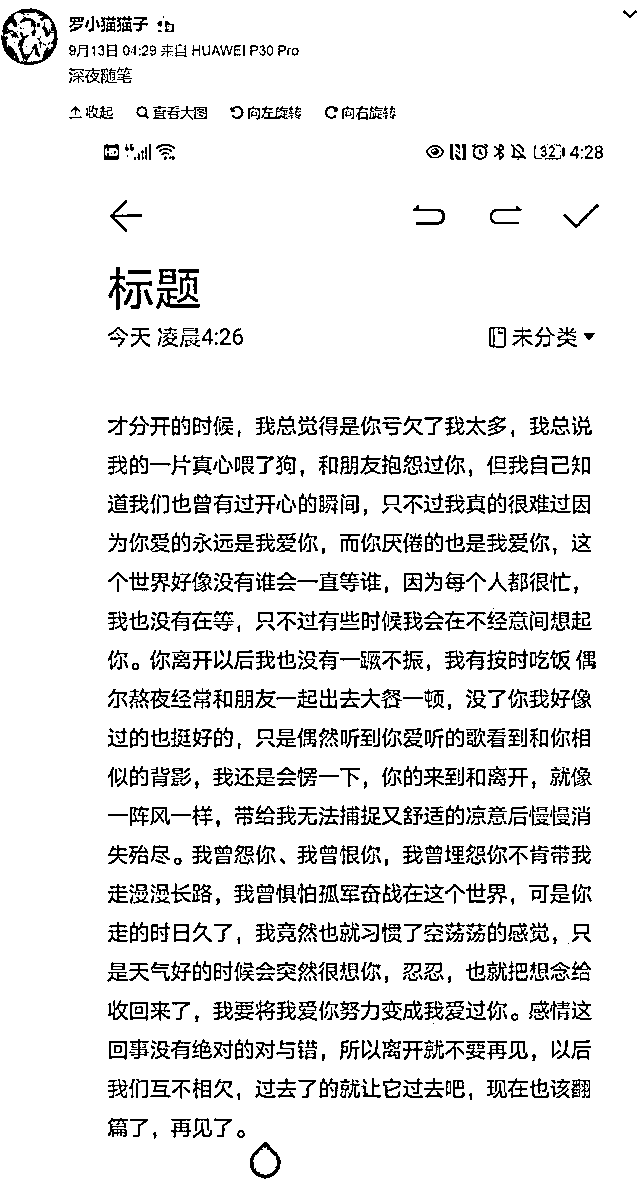 罗小猫猫子
9月13日 04:29 来自 HUAWEI P30 Pro
深夜随笔
收起 查看大图 向左旋转 向右旋转
HD 32 4:28
标题
今天 凌晨4:26 未分类
才分开的时候，我总觉得是你亏欠了我太多，我总说
我的一片真心喂了狗，和朋友抱怨过你，但我自己知
道我们也曾有过开心的瞬间，只不过我真的很难过因
为你爱的永远是我爱你，而你厌倦的也是我爱你，这
个世界好像没有谁会一直等谁，因为每个人都很忙，
我也没有在等，只不过有些时候我会在不经意间想起
你。你离开以后我也没有一蹶不振，我有按时吃饭 偶
尔熬夜经常和朋友一起出去大餐一顿，没了你我好像
过的也挺好的，只是偶然听到你爱听的歌看到和你相
似的背影，我还是会愣一下，你的来到和离开，就像
一阵风一样，带给我无法捕捉又舒适的凉意后慢慢消
失殆尽。我曾怨你、我曾恨你，我曾埋怨你不肯带我
走漫漫长路，我曾惧怕孤军奋战在这个世界，可是你
走的时日久了，我竟然也就习惯了空荡荡的感觉，只
是天气好的时候会突然很想你，忍忍，也就把想念给
收回来了，我要将我爱你努力变成我爱过你。感情这
回事没有绝对的对与错，所以离开就不要再见，以后
我们互不相欠，过去了的就让它过去吧，现在也该翻
篇了，再见了。